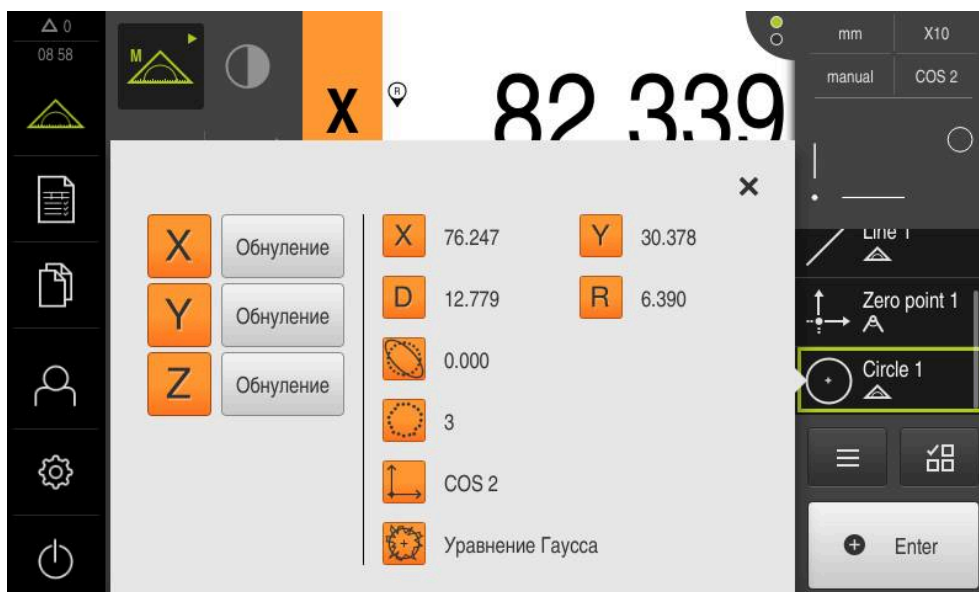 0
08 58
M
X
R
82.339
mm
X10
manual
COS 2
X Обнуление
Y Обнуление
Z Обнуление
X 76.247
Y 30.378
D 12.779
R 6.390
0.000
3
COS 2
Уравнение Гаусса
Line 1
Zero point 1
Circle 1
Enter